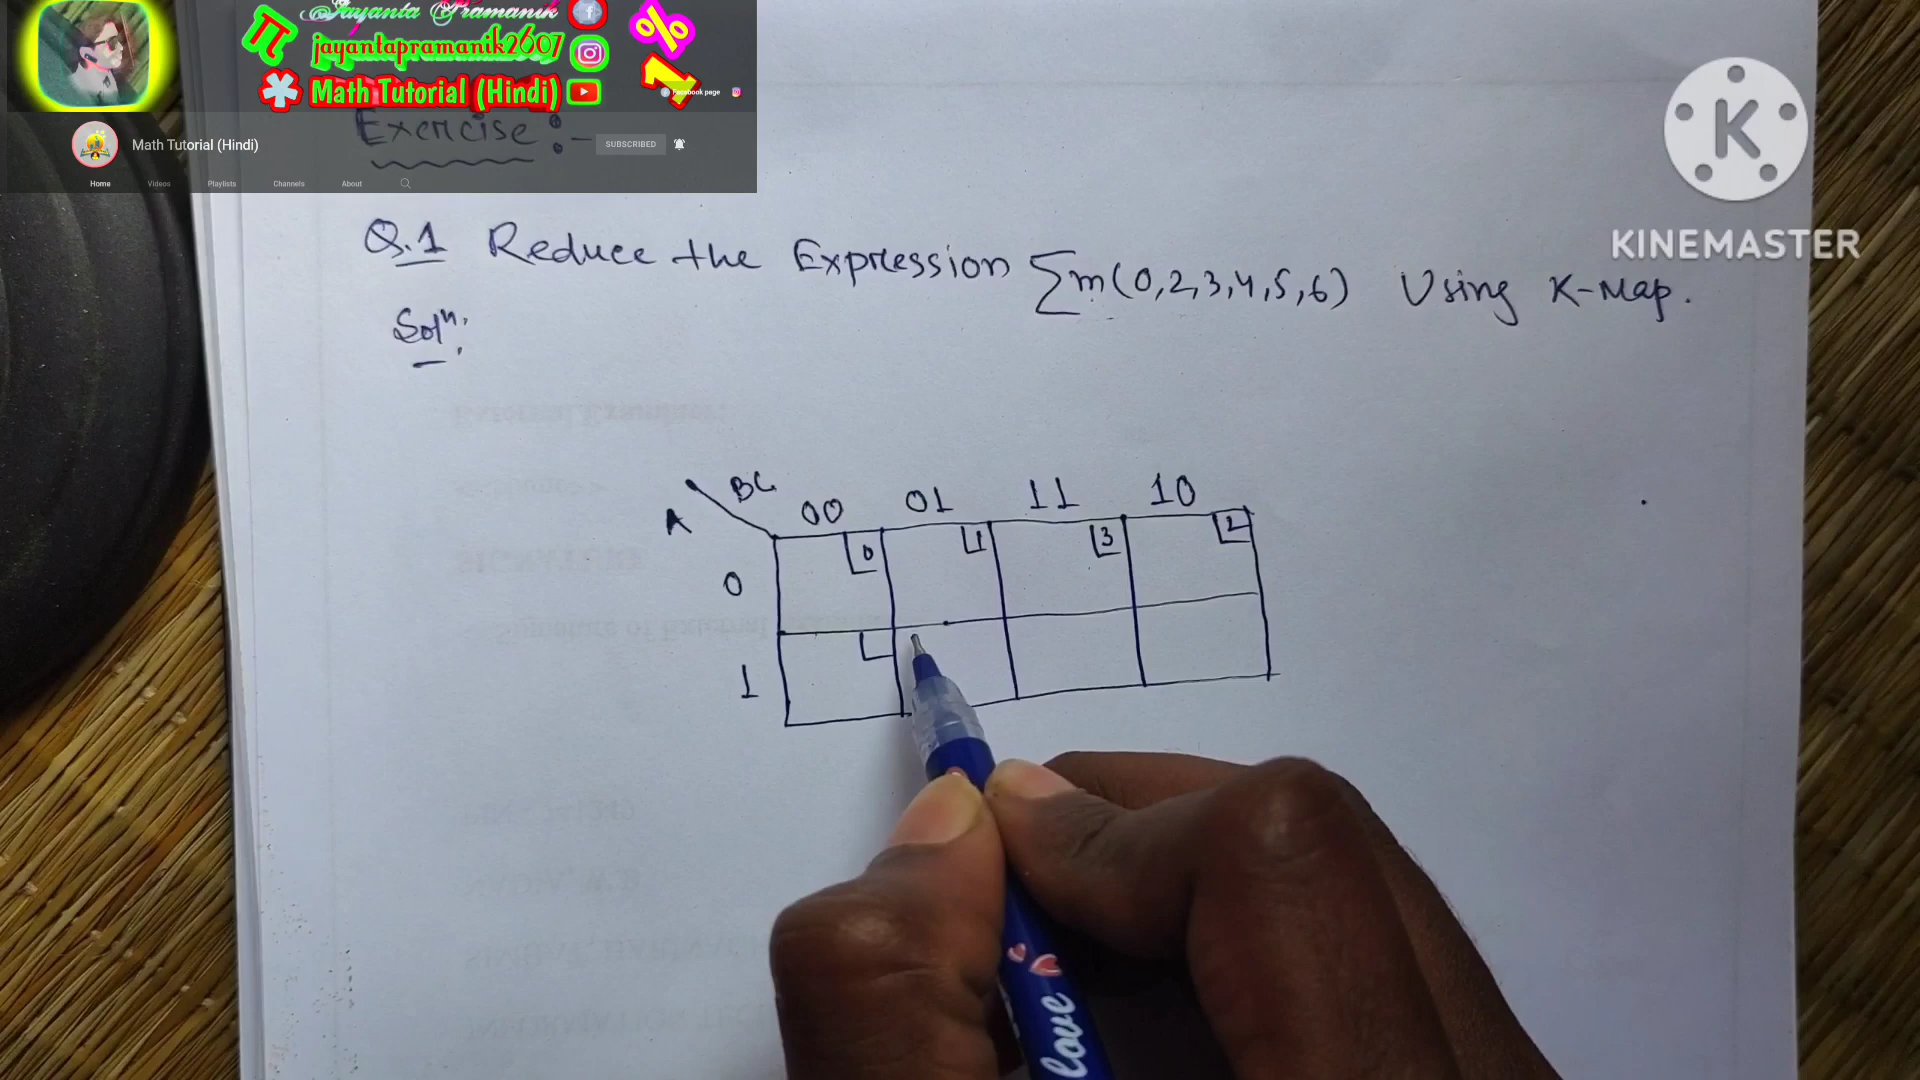 Jayanta Pramanik
jayantapramanik2607
Math Tutorial (Hindi)
π % * 1
Facebook page
Exercise :-
Math Tutorial (Hindi) SUBSCRIBED
Home Videos Playlists Channels About
K
KINEMASTER
Q.1 Reduce the Expression ∑m(0,2,3,4,5,6) Using K-Map.
Solⁿ:
A BC 00 01 11 10
0 0 1 3 2
1
love